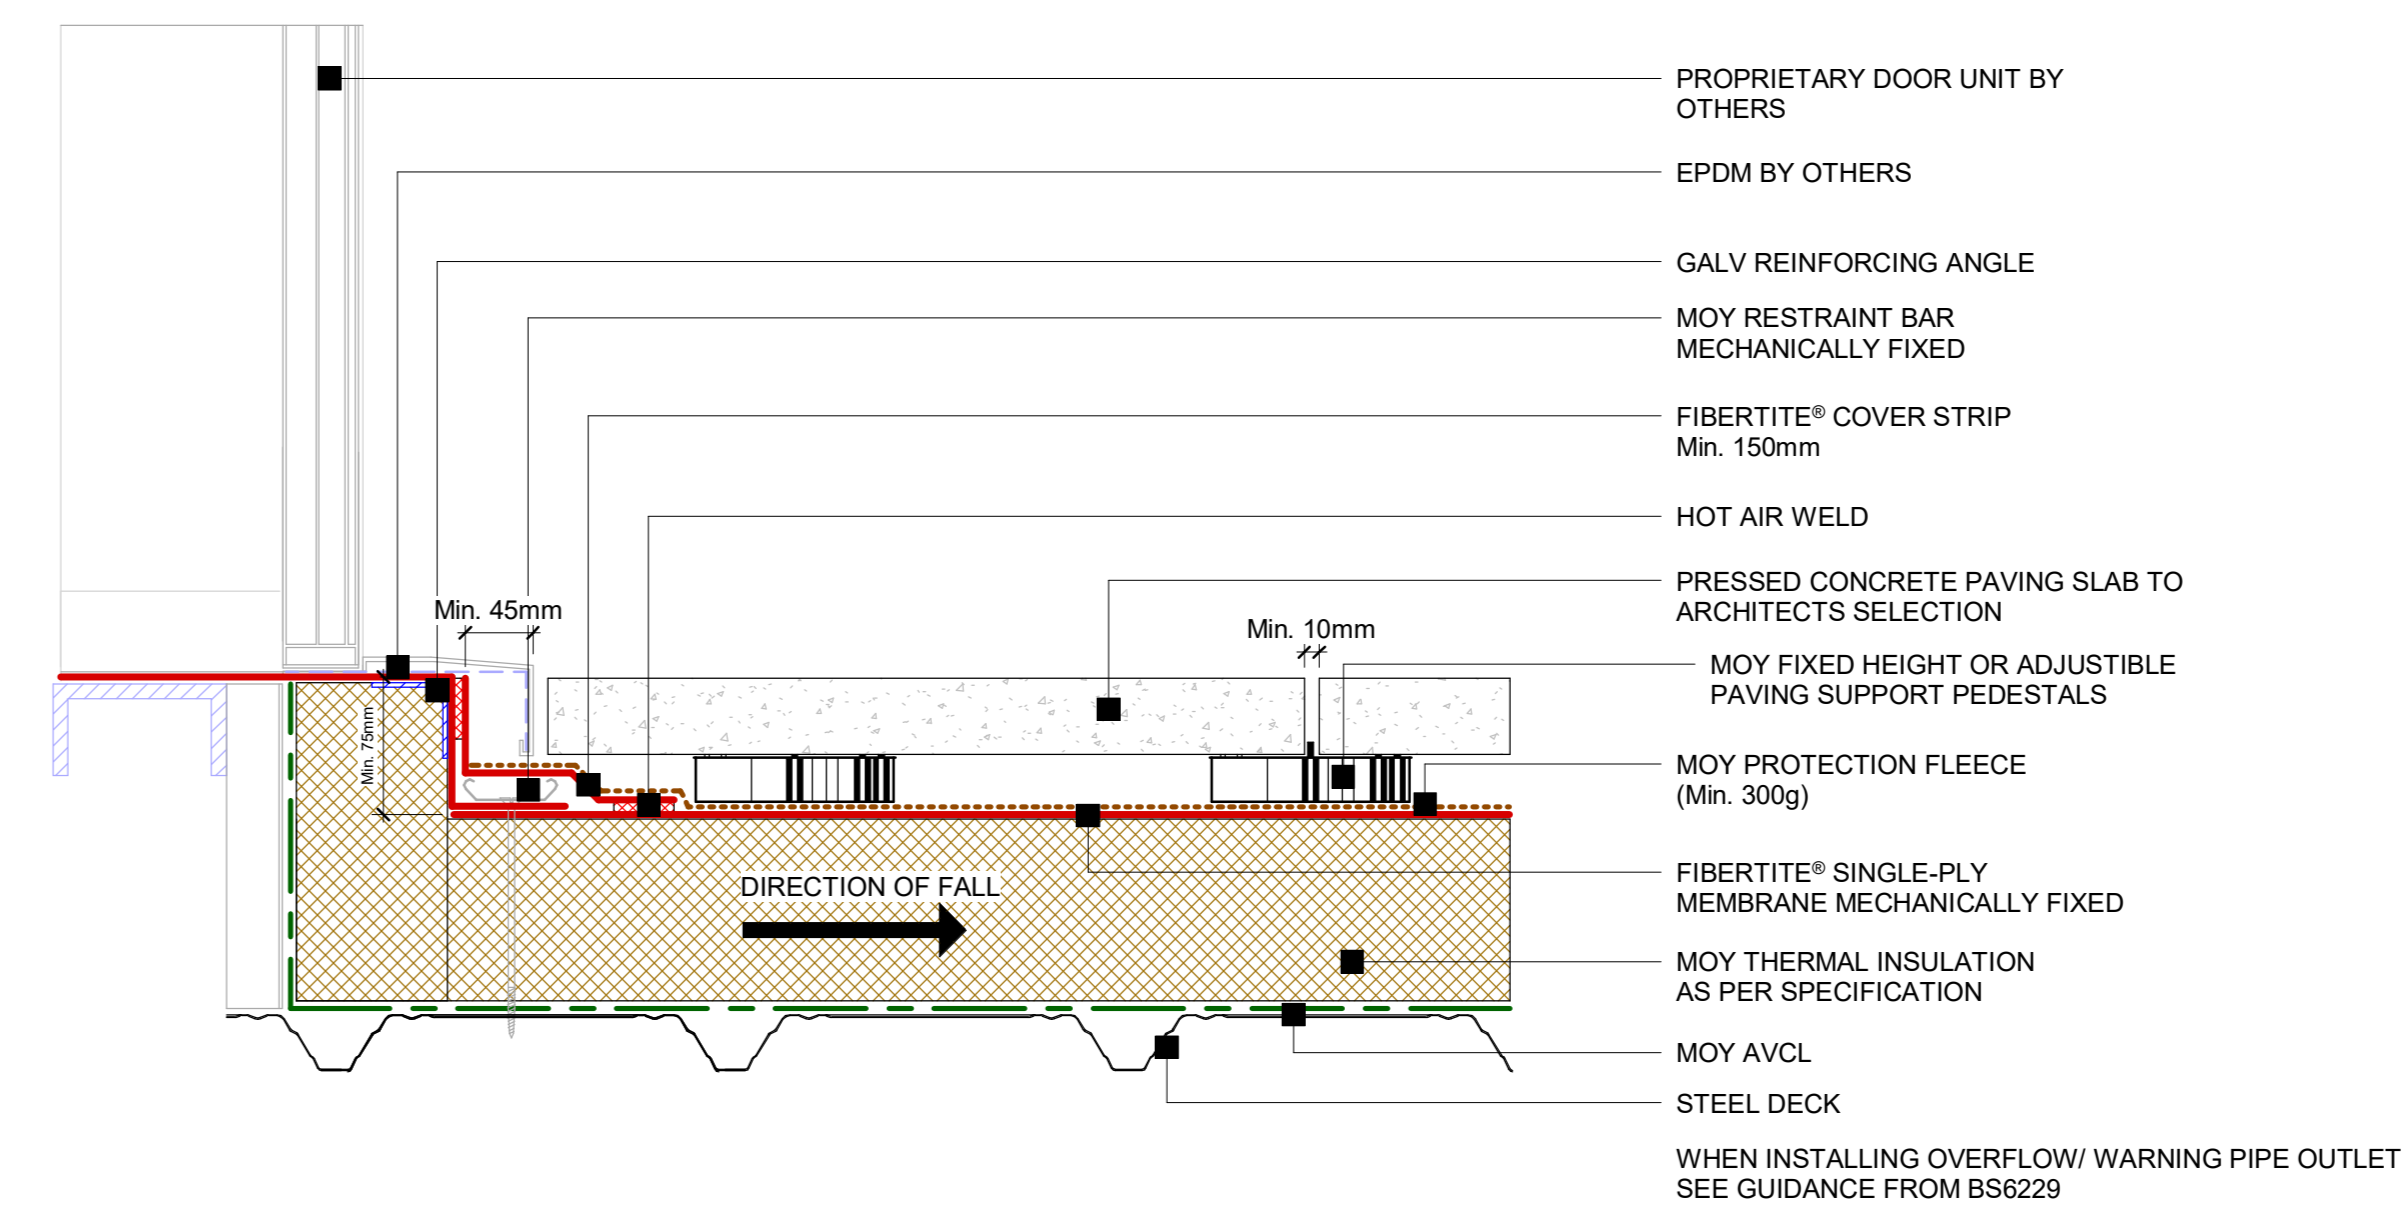 PROPRIETARY DOOR UNIT BY
OTHERS
EPDM BY OTHERS
GALV REINFORCING ANGLE
MOY RESTRAINT BAR
MECHANICALLY FIXED
FIBERTITE® COVER STRIP
Min. 150mm
HOT AIR WELD
PRESSED CONCRETE PAVING SLAB TO
ARCHITECTS SELECTION
Min. 45mm
Min. 10mm
MOY FIXED HEIGHT OR ADJUSTIBLE
PAVING SUPPORT PEDESTALS
Min. 75mm
MOY PROTECTION FLEECE
(Min. 300g)
FIBERTITE® SINGLE-PLY
MEMBRANE MECHANICALLY FIXED
DIRECTION OF FALL
MOY THERMAL INSULATION
AS PER SPECIFICATION
MOY AVCL
STEEL DECK
WHEN INSTALLING OVERFLOW/ WARNING PIPE OUTLET
SEE GUIDANCE FROM BS6229